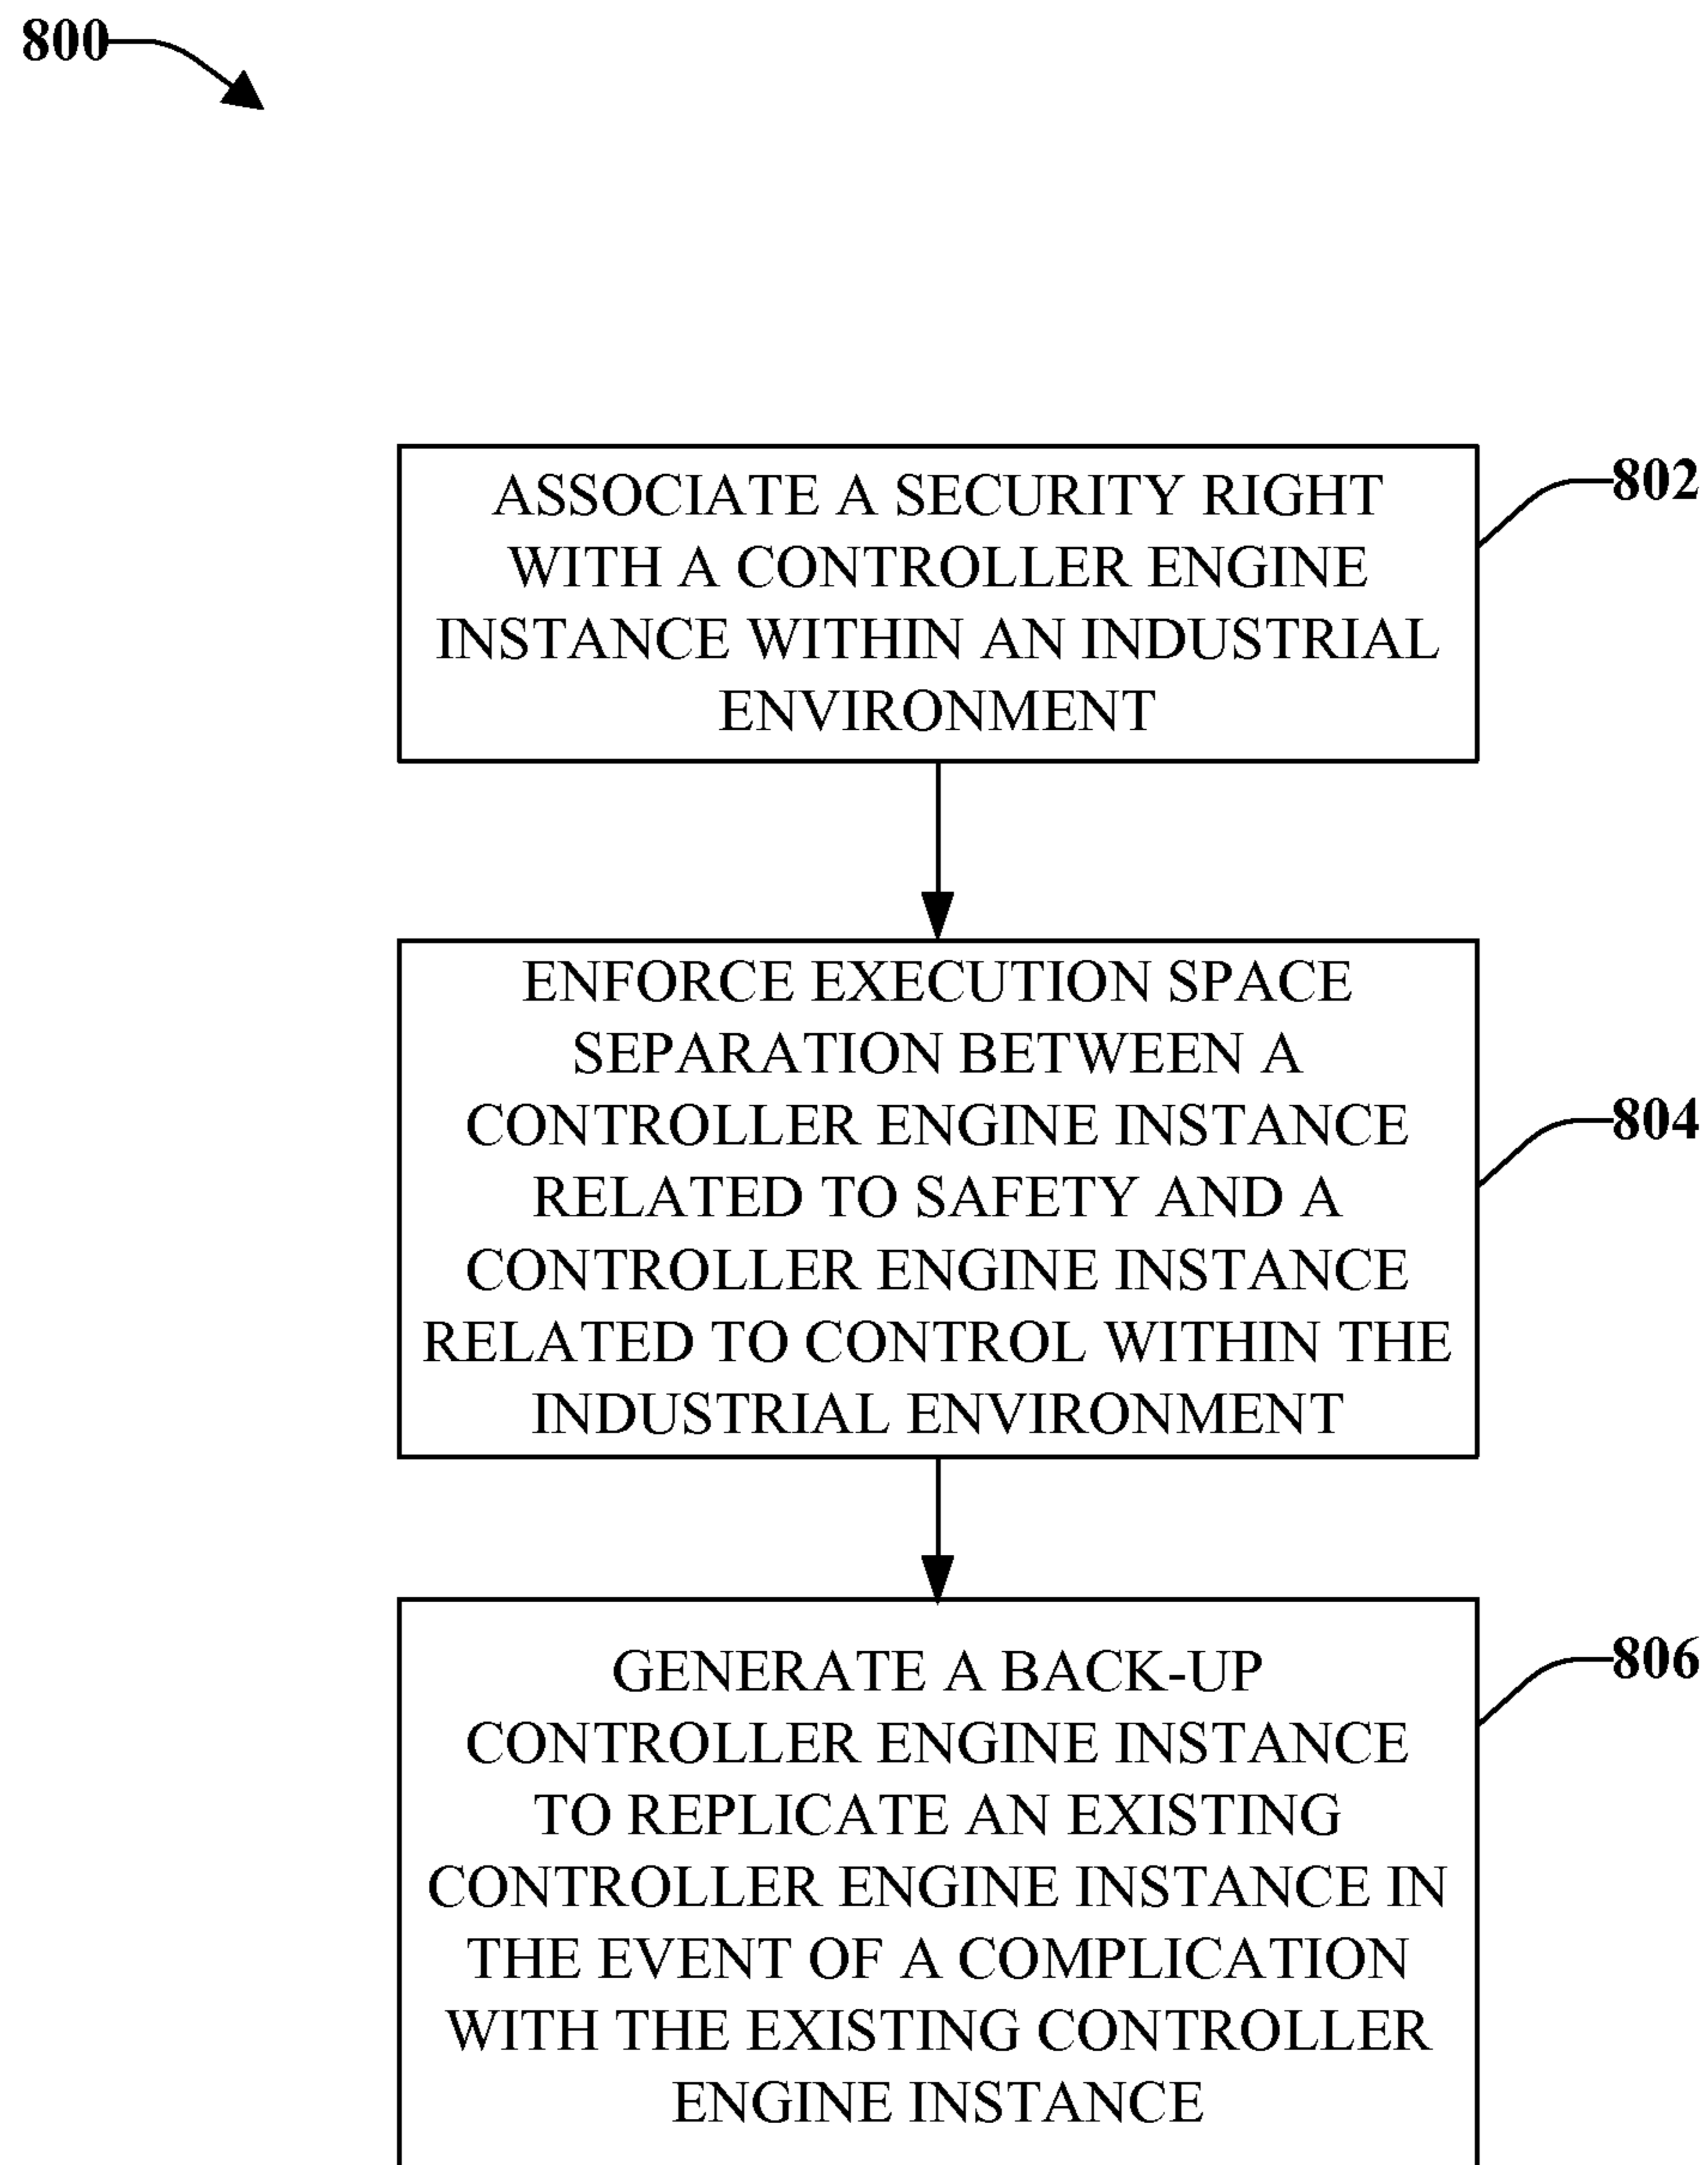 800
ASSOCIATE A SECURITY RIGHT
WITH A CONTROLLER ENGINE
INSTANCE WITHIN AN INDUSTRIAL
ENVIRONMENT
802
ENFORCE EXECUTION SPACE
SEPARATION BETWEEN A
CONTROLLER ENGINE INSTANCE
RELATED TO SAFETY AND A
CONTROLLER ENGINE INSTANCE
RELATED TO CONTROL WITHIN THE
INDUSTRIAL ENVIRONMENT
804
GENERATE A BACK-UP
CONTROLLER ENGINE INSTANCE
TO REPLICATE AN EXISTING
CONTROLLER ENGINE INSTANCE IN
THE EVENT OF A COMPLICATION
WITH THE EXISTING CONTROLLER
ENGINE INSTANCE
806